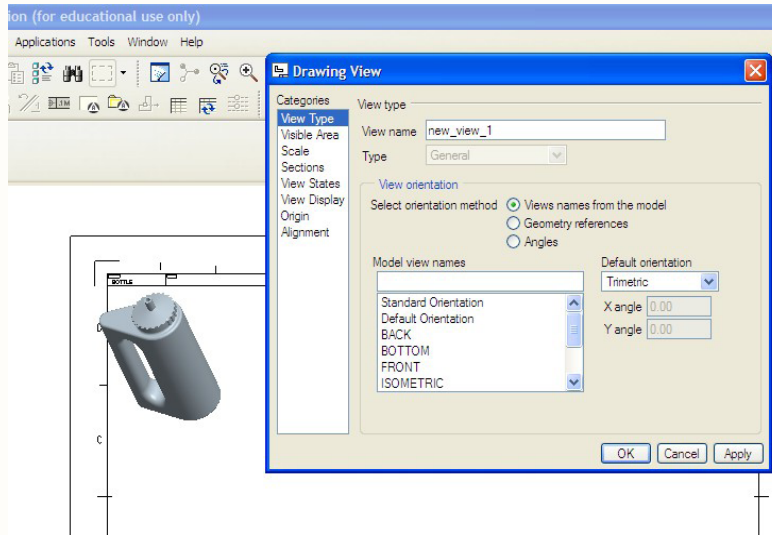 ion (for educational use only)
Applications Tools Window Help
Drawing View
Categories
View Type
Visible Area
Scale
Sections
View States
View Display
Origin
Alignment
View type
View name new_view_1
Type General
View orientation
Select orientation method Views names from the model
Geometry references
Angles
Model view names
Standard Orientation
Default Orientation
BACK
BOTTOM
FRONT
ISOMETRIC
Default orientation
Trimetric
X angle 0.00
Y angle 0.00
OK Cancel Apply
BOTTLE
C